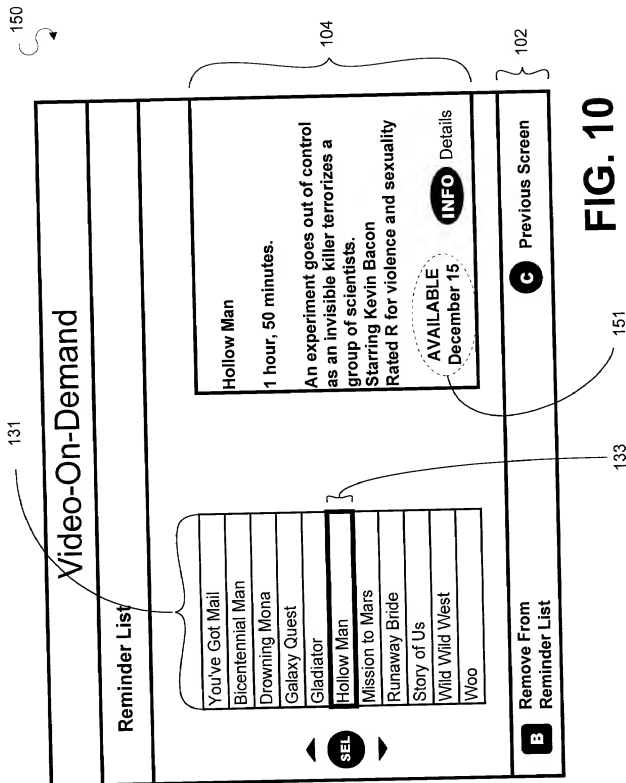 150
131
Video-On-Demand
Reminder List
You've Got Mail
Bicentennial Man
Drowning Mona
Galaxy Quest
Gladiator
Hollow Man
Mission to Mars
Runaway Bride
Story of Us
Wild Wild West
Woo
SEL
133
Hollow Man
1 hour, 50 minutes.
An experiment goes out of control
as an invisible killer terrorizes a
group of scientists.
Starring Kevin Bacon
Rated R for violence and sexuality
AVAILABLE
December 15
INFO Details
104
151
B Remove From
Reminder List
C Previous Screen
102
FIG. 10